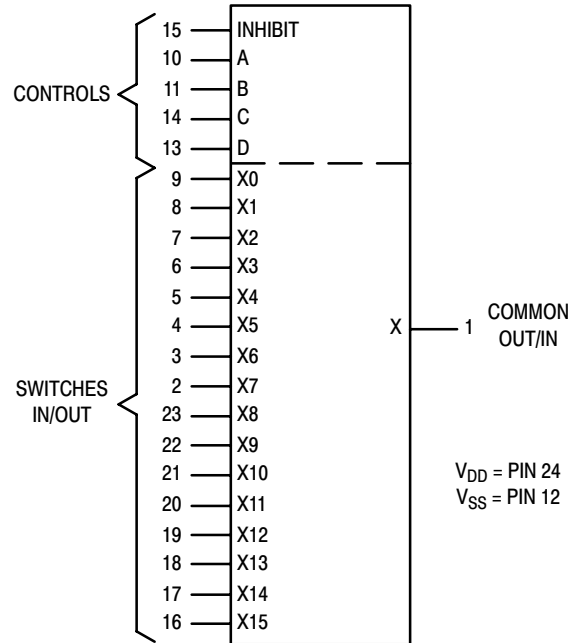 15 INHIBIT
10 A
CONTROLS 11 B
14 C
13 D
9 X0
8 X1
7 X2
6 X3
5 X4
4 X5
X 1 COMMON
OUT/IN
3 X6
2 X7
SWITCHES
IN/OUT
23 X8
22 X9
21 X10
20 X11
19 X12
18 X13
17 X14
16 X15
VDD = PIN 24
VSS = PIN 12